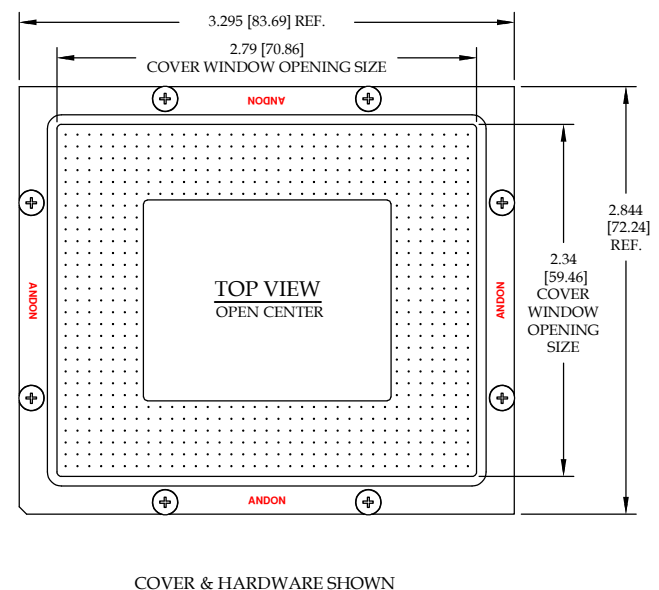 3.295 [83.69] REF.
2.79 [70.86]
COVER WINDOW OPENING SIZE
ANDON
ANDON
TOP VIEW
OPEN CENTER
ANDON
2.34
[59.46]
COVER
WINDOW
OPENING
SIZE
2.844
[72.24]
REF.
ANDON
COVER & HARDWARE SHOWN